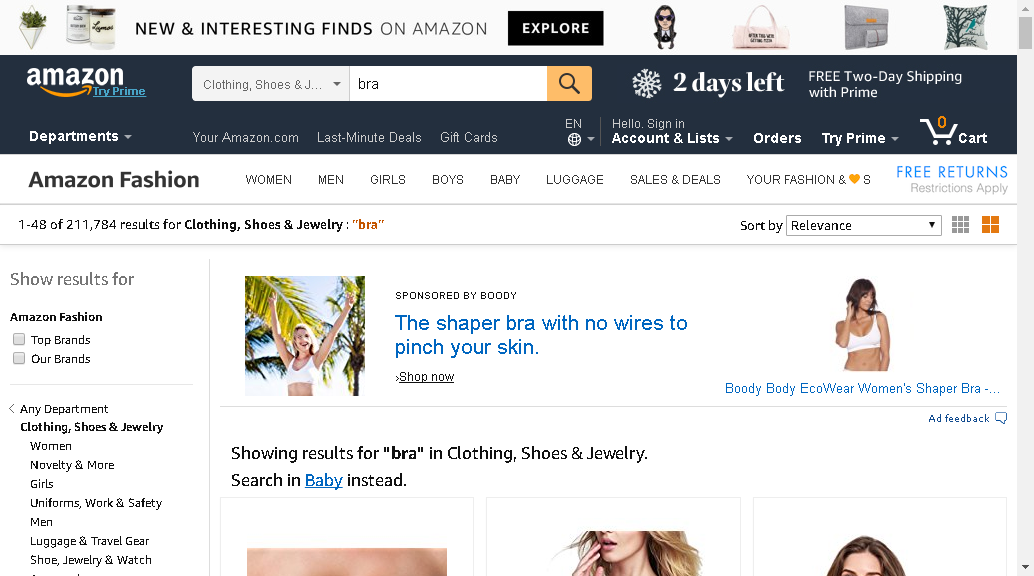 NEW & INTERESTING FINDS ON AMAZON
EXPLORE
amazon
Try Prime
Clothing, Shoes & J...
bra
2 days left
FREE Two-Day Shipping
with Prime
Departments
Your Amazon.com
Last-Minute Deals
Gift Cards
EN
Hello. Sign in
Account & Lists
Orders
Try Prime
0
Cart
Amazon Fashion
WOMEN
MEN
GIRLS
BOYS
BABY
LUGGAGE
SALES & DEALS
YOUR FASHION & 🧡 S
FREE RETURNS
Restrictions Apply
1-48 of 211,784 results for Clothing, Shoes & Jewelry : "bra"
Sort by Relevance
Show results for
Amazon Fashion
Top Brands
Our Brands
Any Department
Clothing, Shoes & Jewelry
Women
Novelty & More
Girls
Uniforms, Work & Safety
Men
Luggage & Travel Gear
Shoe, Jewelry & Watch
SPONSORED BY BOODY
The shaper bra with no wires to
pinch your skin.
›Shop now
Boody Body EcoWear Women's Shaper Bra -...
Ad feedback
Showing results for "bra" in Clothing, Shoes & Jewelry.
Search in Baby instead.